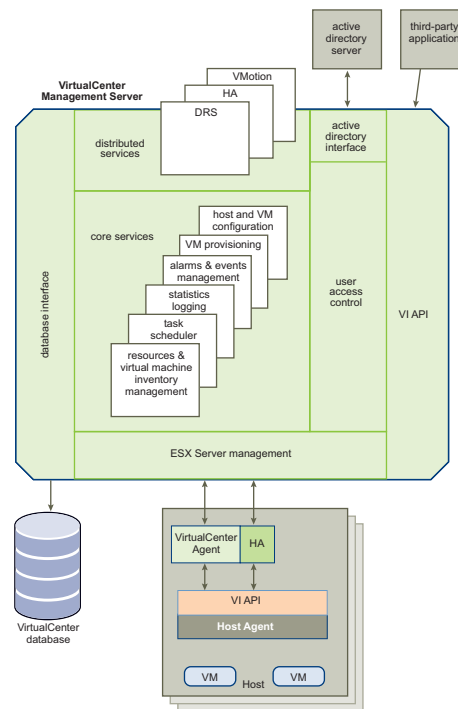 active
directory
server
third-party
application
VirtualCenter
Management Server
VMotion
HA
DRS
distributed
services
active
directory
interface
core services
host and VM
configuration
VM provisioning
alarms & events
management
statistics
logging
task
scheduler
resources &
virtual machine
inventory
management
user
access
control
database interface
VI API
ESX Server management
VirtualCenter
Agent
HA
VI API
Host Agent
VM
Host
VM
VirtualCenter
database